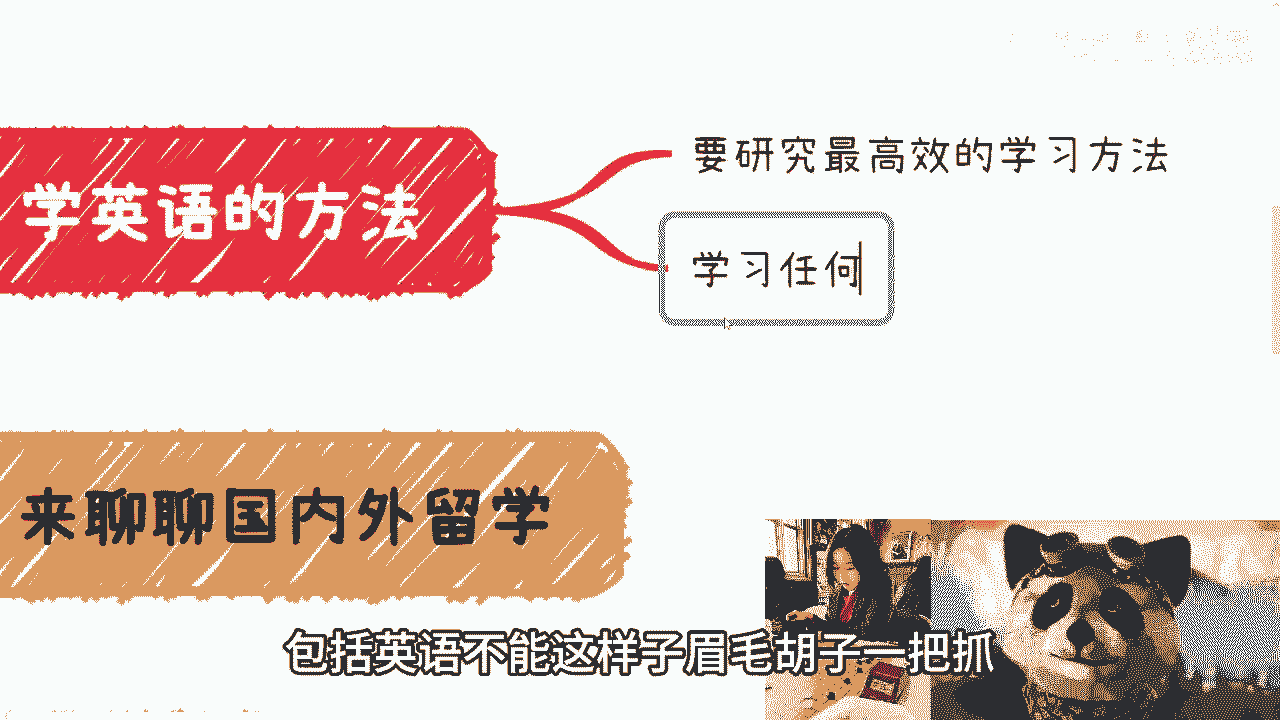 要研究最高效的学习方法
学英语的方法
学习任何
来聊聊国内外留学
包括英语不能这样子眉毛胡子一把抓